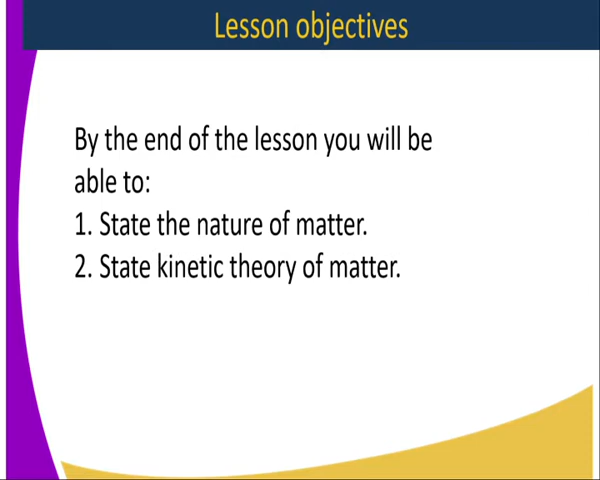 Lesson objectives
By the end of the lesson you will be
able to:
1. State the nature of matter.
2. State kinetic theory of matter.